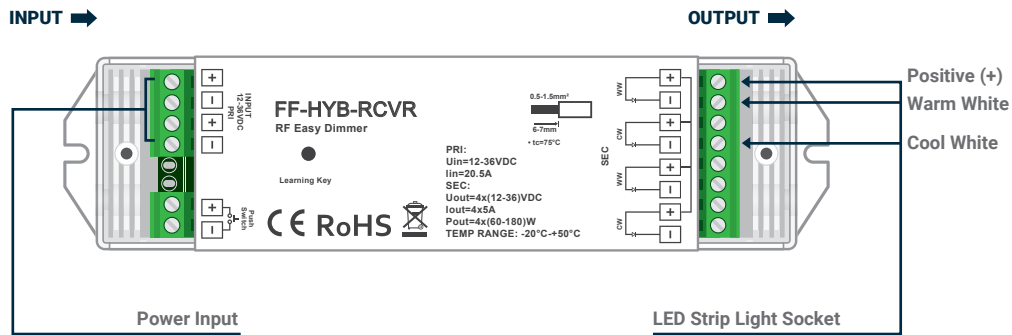 INPUT
OUTPUT
+
−
+
−
INPUT
12-36VDC
PRI
+
−
Push
Switch
FF-HYB-RCVR
RF Easy Dimmer
Learning Key
CE RoHS
0.5-1.5mm²
6-7mm
• tc=75°C
PRI:
Uin=12-36VDC
Iin=20.5A
SEC:
Uout=4x(12-36)VDC
Iout=4x5A
Pout=4x(60-180)W
TEMP RANGE: -20°C-+50°C
SEC
WW
CW
WW
CW
+
−
+
−
+
−
+
−
Positive (+)
Warm White
Cool White
Power Input
LED Strip Light Socket